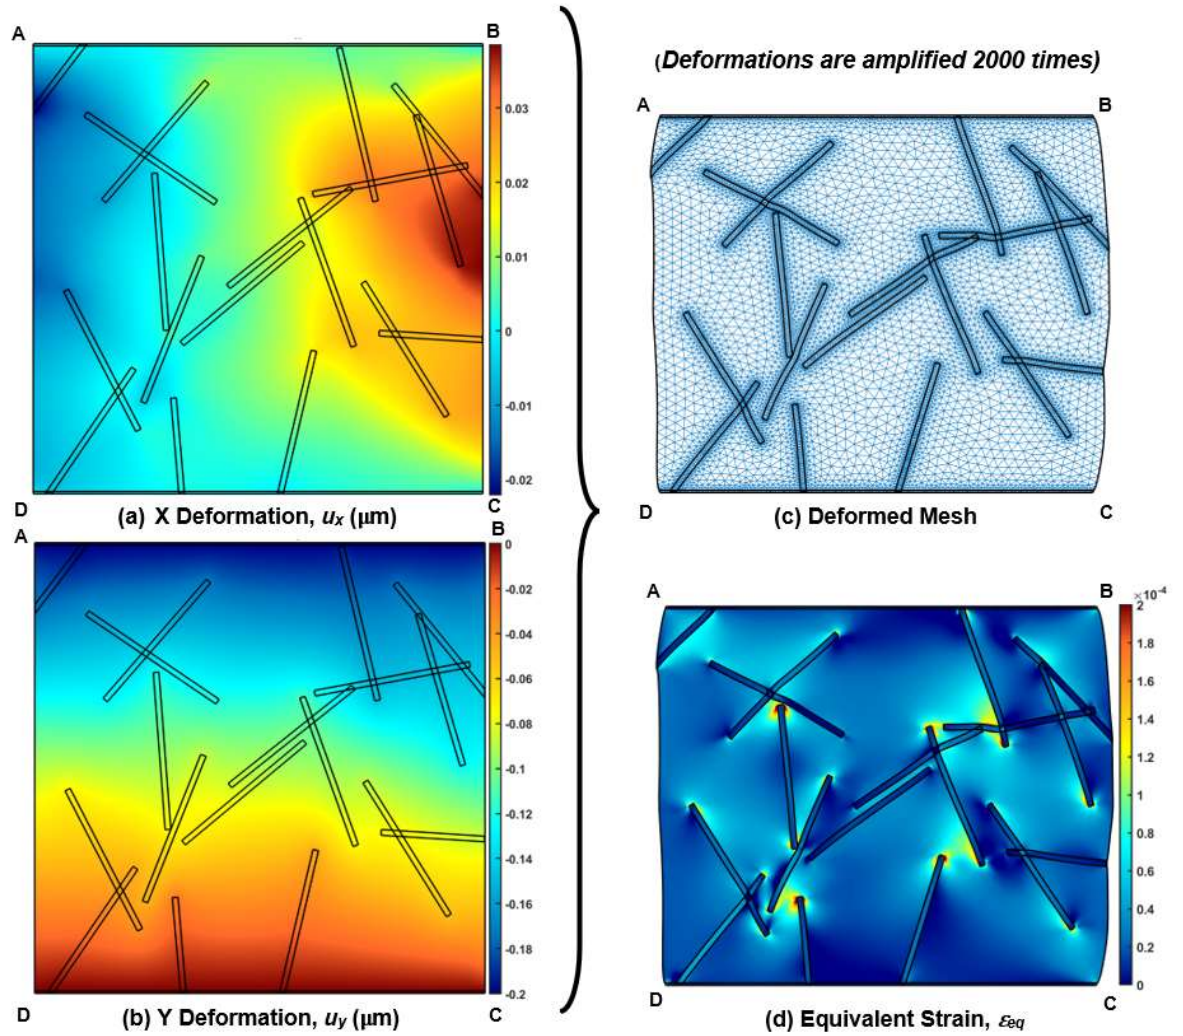 A
B
0.03
0.02
0.01
0
-0.01
-0.02
D
C
(a) X Deformation, ux (µm)
A
B
0
-0.02
-0.04
-0.06
-0.08
-0.1
-0.12
-0.14
-0.16
-0.18
-0.2
D
C
(b) Y Deformation, uy (µm)
(Deformations are amplified 2000 times)
A
B
D
C
(c) Deformed Mesh
A
B
×10⁻⁴
2
1.8
1.6
1.4
1.2
1
0.8
0.6
0.4
0.2
0
D
C
(d) Equivalent Strain, εeq